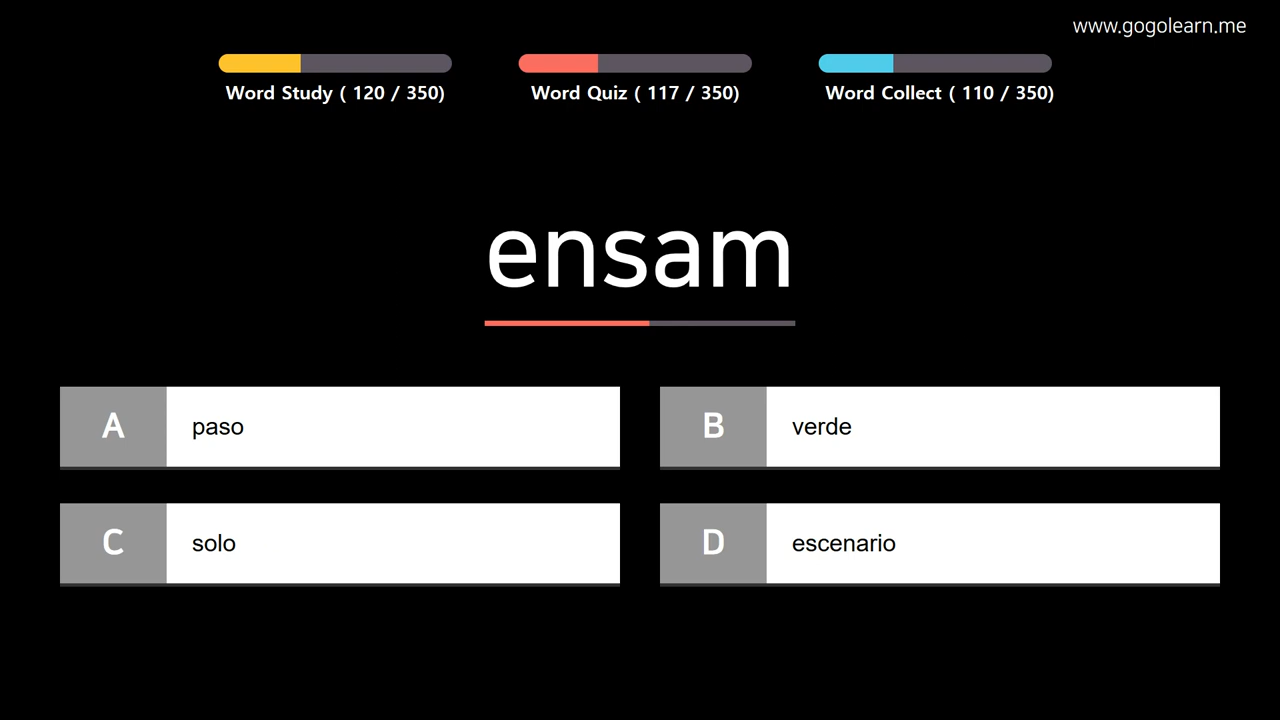 www.gogolearn.me
Word Study ( 120 / 350)
Word Quiz ( 117 / 350)
Word Collect ( 110 / 350)
ensam
A paso
B verde
C solo
D escenario